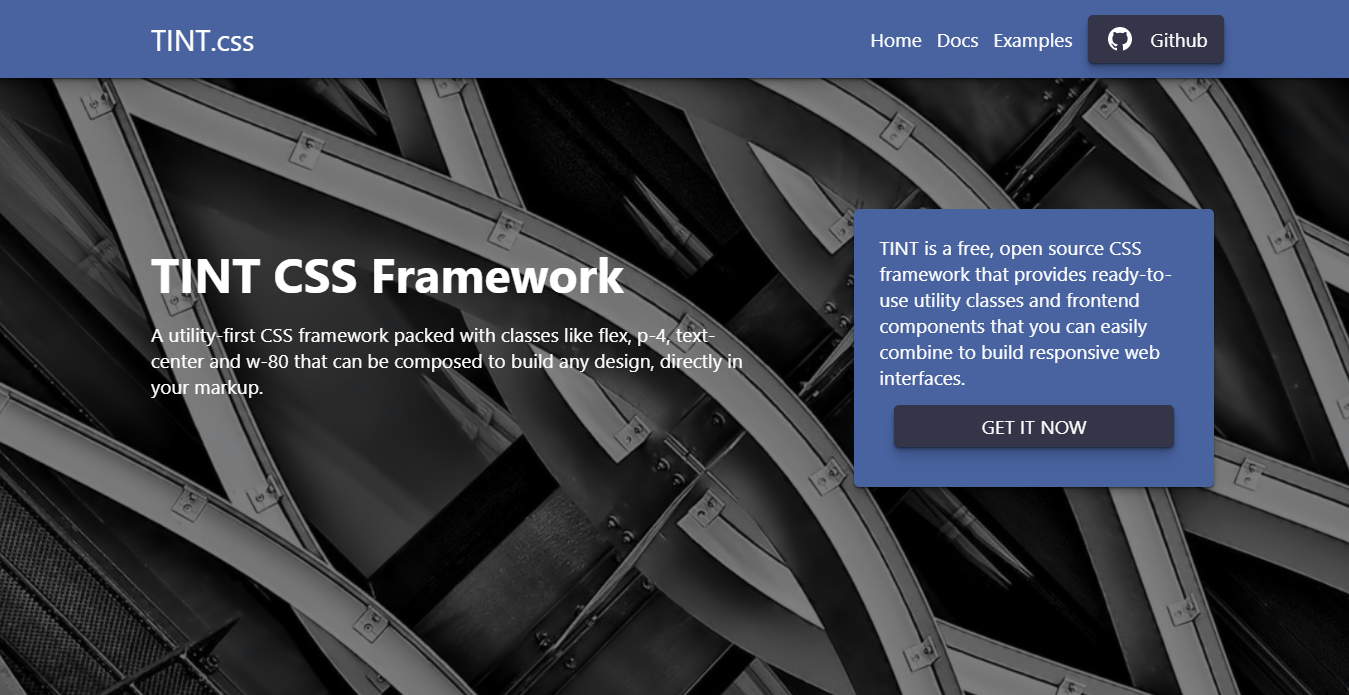 TINT.css
Home Docs Examples Github
TINT CSS Framework
A utility-first CSS framework packed with classes like flex, p-4, text-
center and w-80 that can be composed to build any design, directly in
your markup.
TINT is a free, open source CSS
framework that provides ready-to-
use utility classes and frontend
components that you can easily
combine to build responsive web
interfaces.
GET IT NOW